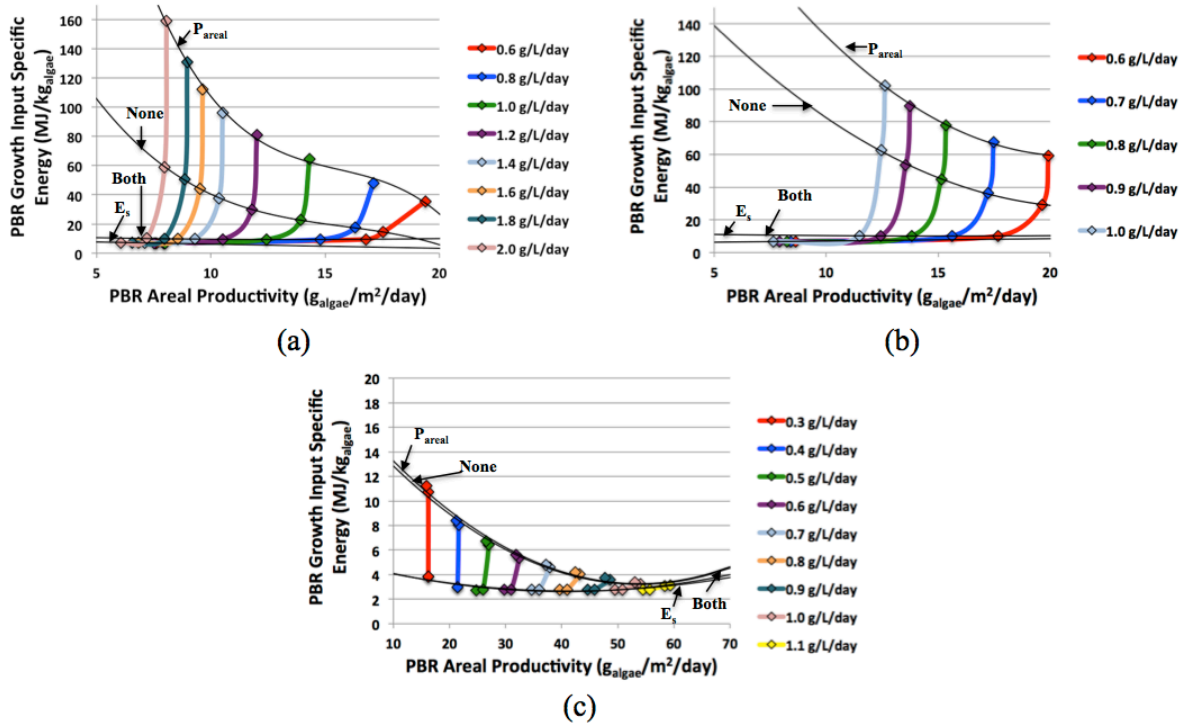 PBR Growth Input Specific
Energy (MJ/kgalgae)
160
140
120
100
80
60
40
20
0
5
10
15
20
PBR Areal Productivity (galgae/m²/day)
Pareal
None
Both
Es
0.6 g/L/day
0.8 g/L/day
1.0 g/L/day
1.2 g/L/day
1.4 g/L/day
1.6 g/L/day
1.8 g/L/day
2.0 g/L/day
(a)
PBR Growth Input Specific
Energy (MJ/kgalgae)
140
120
100
80
60
40
20
0
5
10
15
20
PBR Areal Productivity (galgae/m²/day)
Pareal
None
Both
Es
0.6 g/L/day
0.7 g/L/day
0.8 g/L/day
0.9 g/L/day
1.0 g/L/day
(b)
PBR Growth Input Specific
Energy (MJ/kgalgae)
20
18
16
14
12
10
8
6
4
2
0
10
20
30
40
50
60
70
PBR Areal Productivity (galgae/m²/day)
Pareal
None
Es
Both
0.3 g/L/day
0.4 g/L/day
0.5 g/L/day
0.6 g/L/day
0.7 g/L/day
0.8 g/L/day
0.9 g/L/day
1.0 g/L/day
1.1 g/L/day
(c)